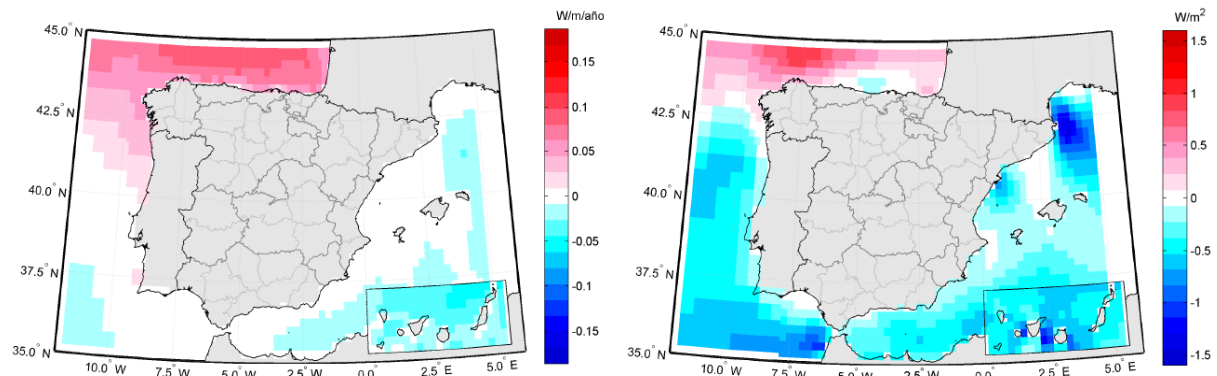 W/m/año
45.0° N
42.5° N
40.0° N
37.5° N
35.0° N
10.0° W
7.5° W
5.0° W
2.5° W
0.0°
2.5° E
5.0° E
0.15
0.1
0.05
0
-0.05
-0.1
-0.15
W/m²
45.0° N
42.5° N
40.0° N
37.5° N
35.0° N
10.0° W
7.5° W
5.0° W
2.5° W
0.0°
2.5° E
5.0° E
1.5
1
0.5
0
-0.5
-1
-1.5